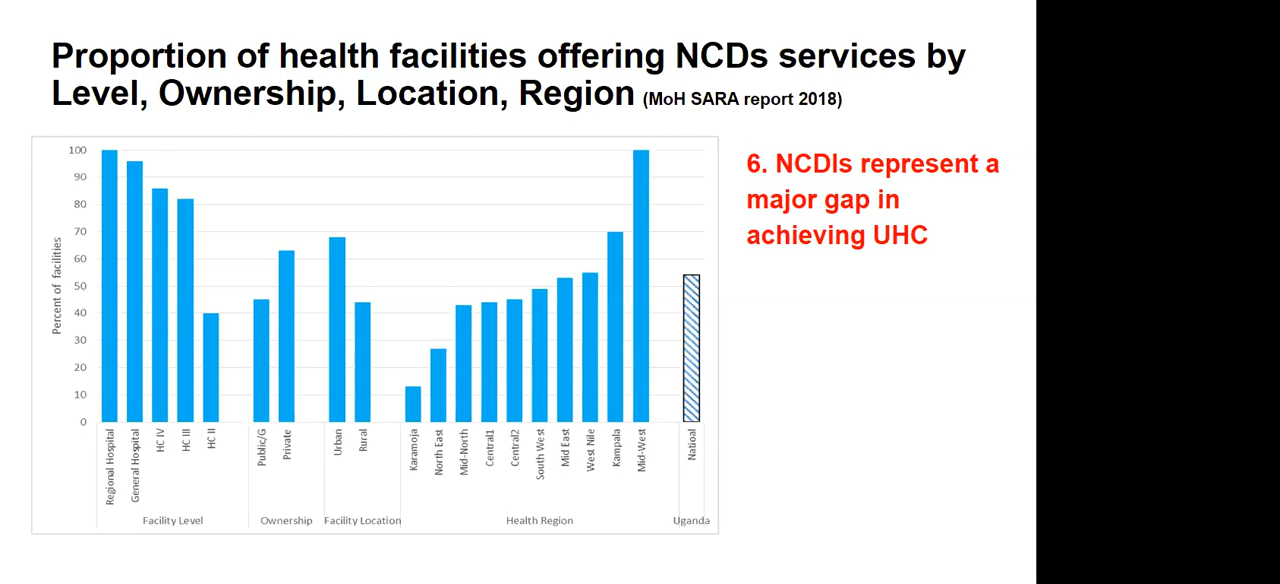 Proportion of health facilities offering NCDs services by
Level, Ownership, Location, Region (MoH SARA report 2018)
6. NCDIs represent a
major gap in
achieving UHC
Percent of facilities
100
90
80
70
60
50
40
30
20
10
0
Regional Hospital
General Hospital
HC IV
HC III
HC II
Public/G
Private
Urban
Rural
Karamoja
North East
Mid-North
Central1
Central2
South West
Mid East
West Nile
Kampala
Mid-West
Natioal
Facility Level
Ownership
Facility Location
Health Region
Uganda